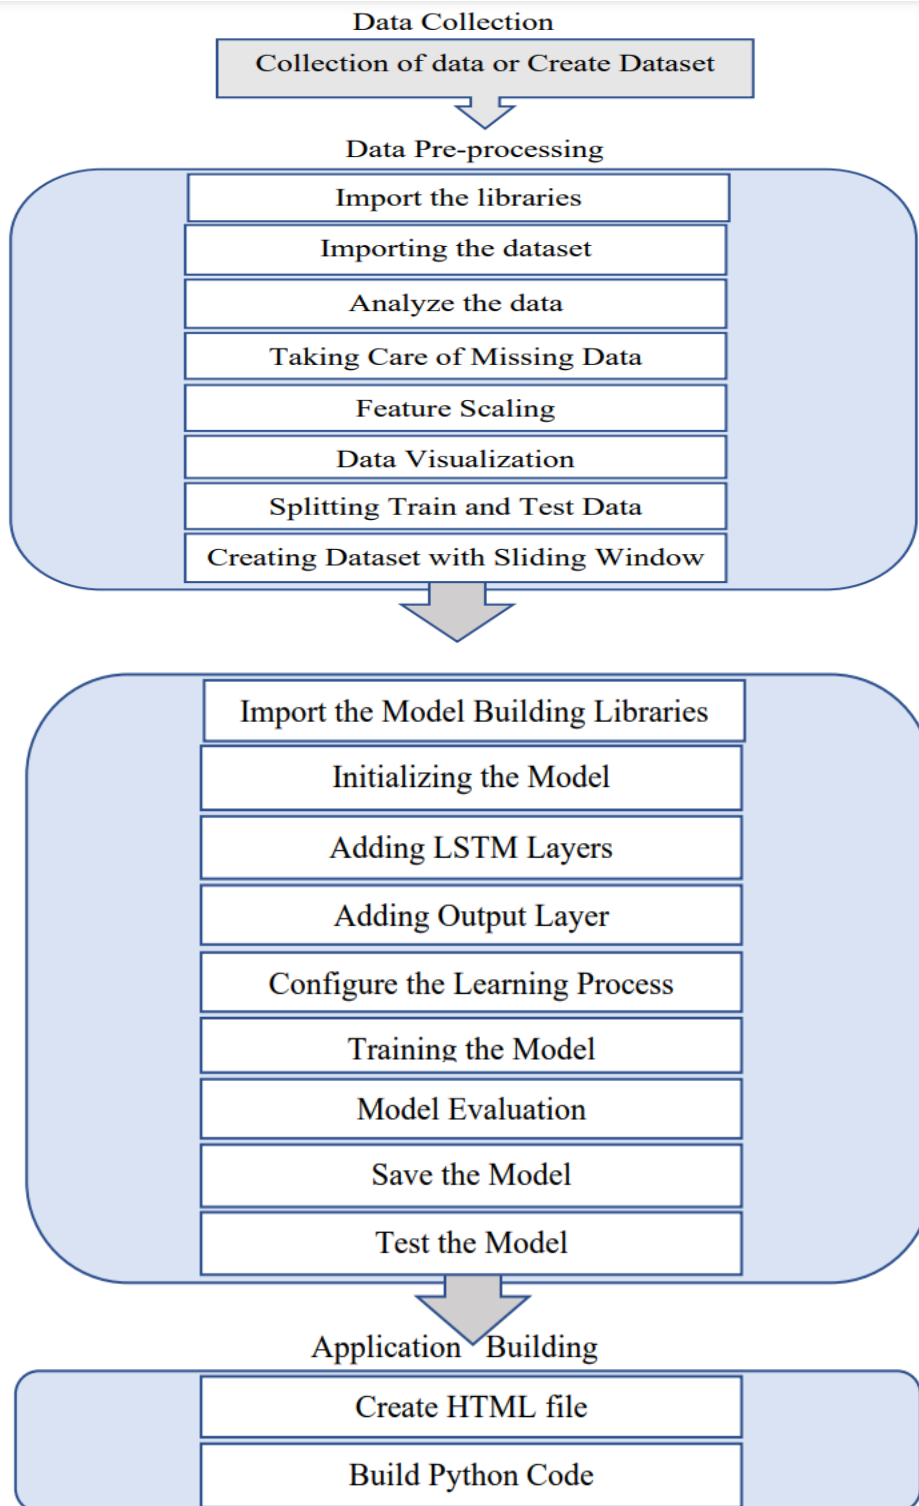 Data Collection
Collection of data or Create Dataset
Data Pre-processing
Import the libraries
Importing the dataset
Analyze the data
Taking Care of Missing Data
Feature Scaling
Data Visualization
Splitting Train and Test Data
Creating Dataset with Sliding Window
Import the Model Building Libraries
Initializing the Model
Adding LSTM Layers
Adding Output Layer
Configure the Learning Process
Training the Model
Model Evaluation
Save the Model
Test the Model
Application Building
Create HTML file
Build Python Code